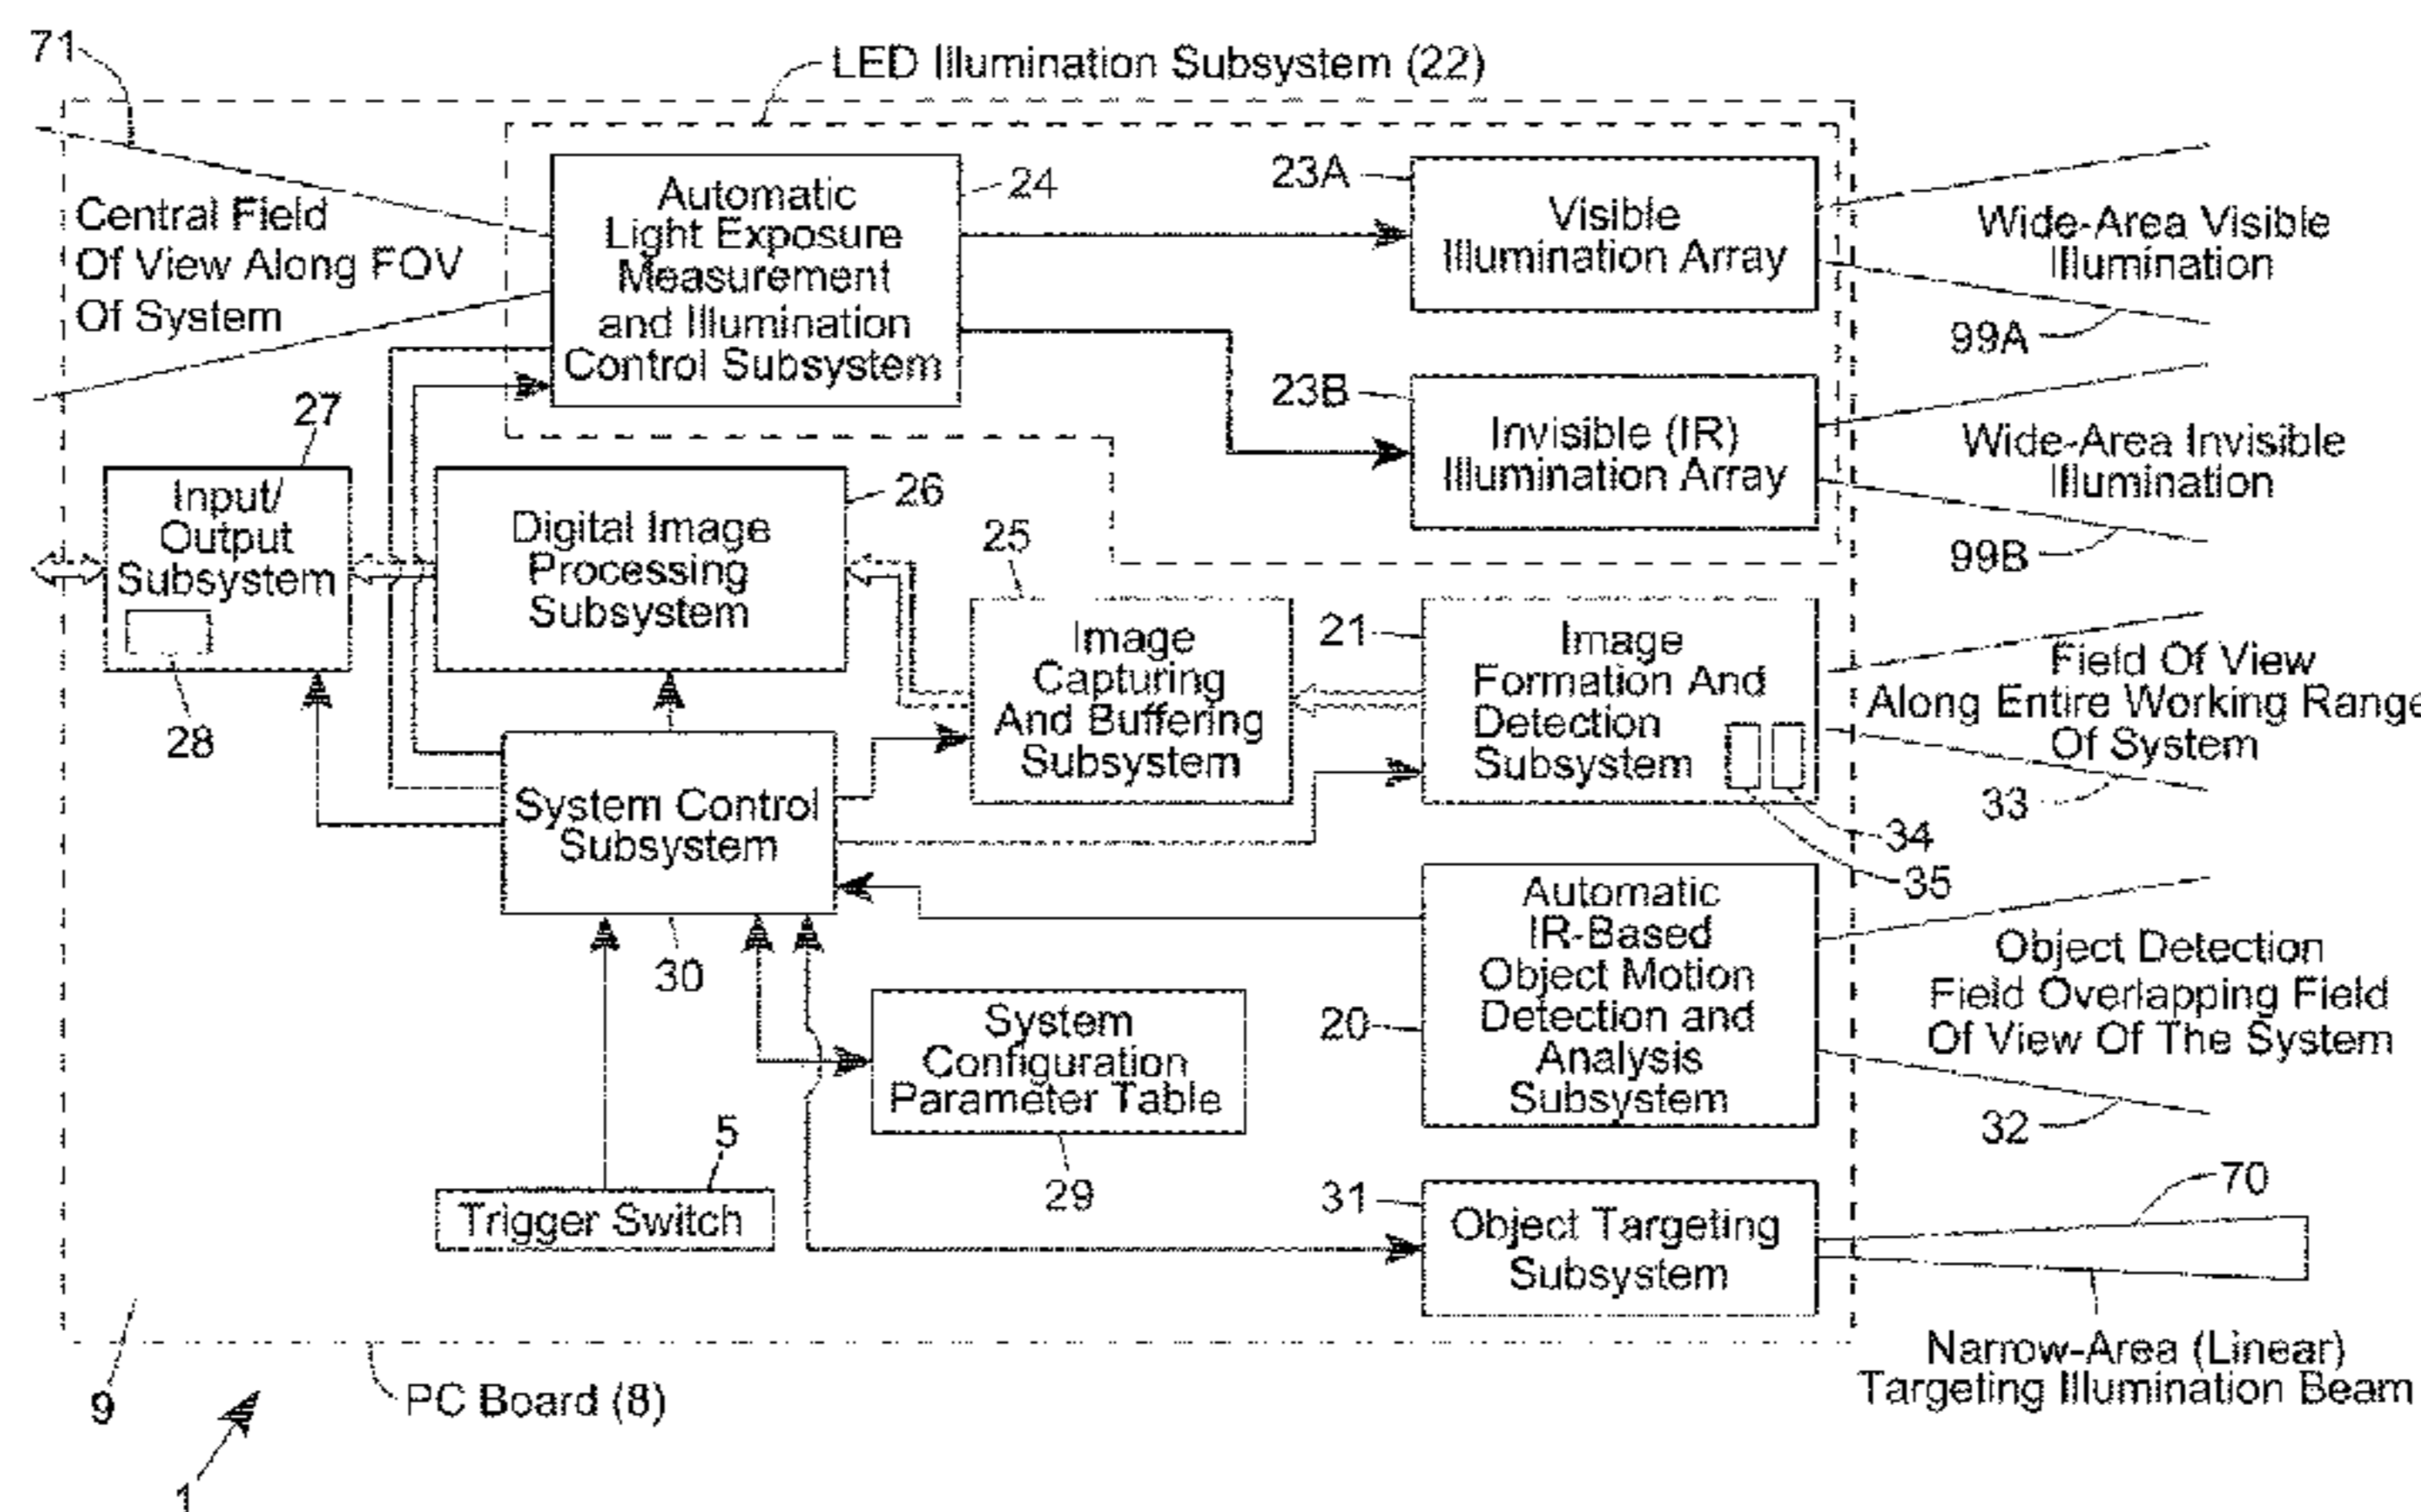 71
LED Illumination Subsystem (22)
Automatic
Light Exposure
Measurement
and Illumination
Control Subsystem
24
23A
Visible
Illumination Array
Wide-Area Visible
Illumination
99A
Central Field
Of View Along FOV
Of System
23B
Invisible (IR)
Illumination Array
Wide-Area Invisible
Illumination
99B
27
Input/
Output
Subsystem
28
Digital Image
Processing
Subsystem
26
25
Image
Capturing
And Buffering
Subsystem
21
Image
Formation And
Detection
Subsystem
Field Of View
Along Entire Working Range
Of System
33
34
35
System Control
Subsystem
30
Automatic
IR-Based
Object Motion
Detection and
Analysis
Subsystem
20
Object Detection
Field Overlapping Field
Of View Of The System
32
System
Configuration
Parameter Table
29
5
Trigger Switch
31
Object Targeting
Subsystem
70
Narrow-Area (Linear)
Targeting Illumination Beam
9
PC Board (8)
1